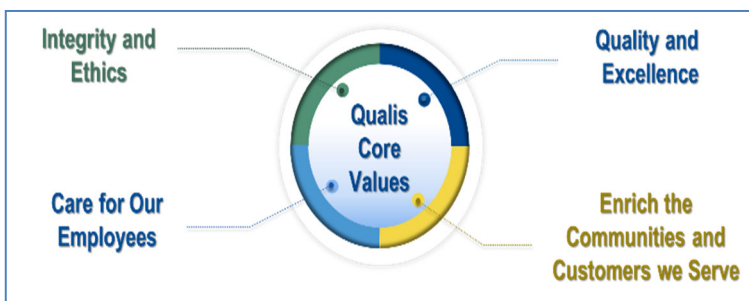 Integrity and
Ethics
Quality and
Excellence
Qualis
Core
Values
Care for Our
Employees
Enrich the
Communities and
Customers we Serve